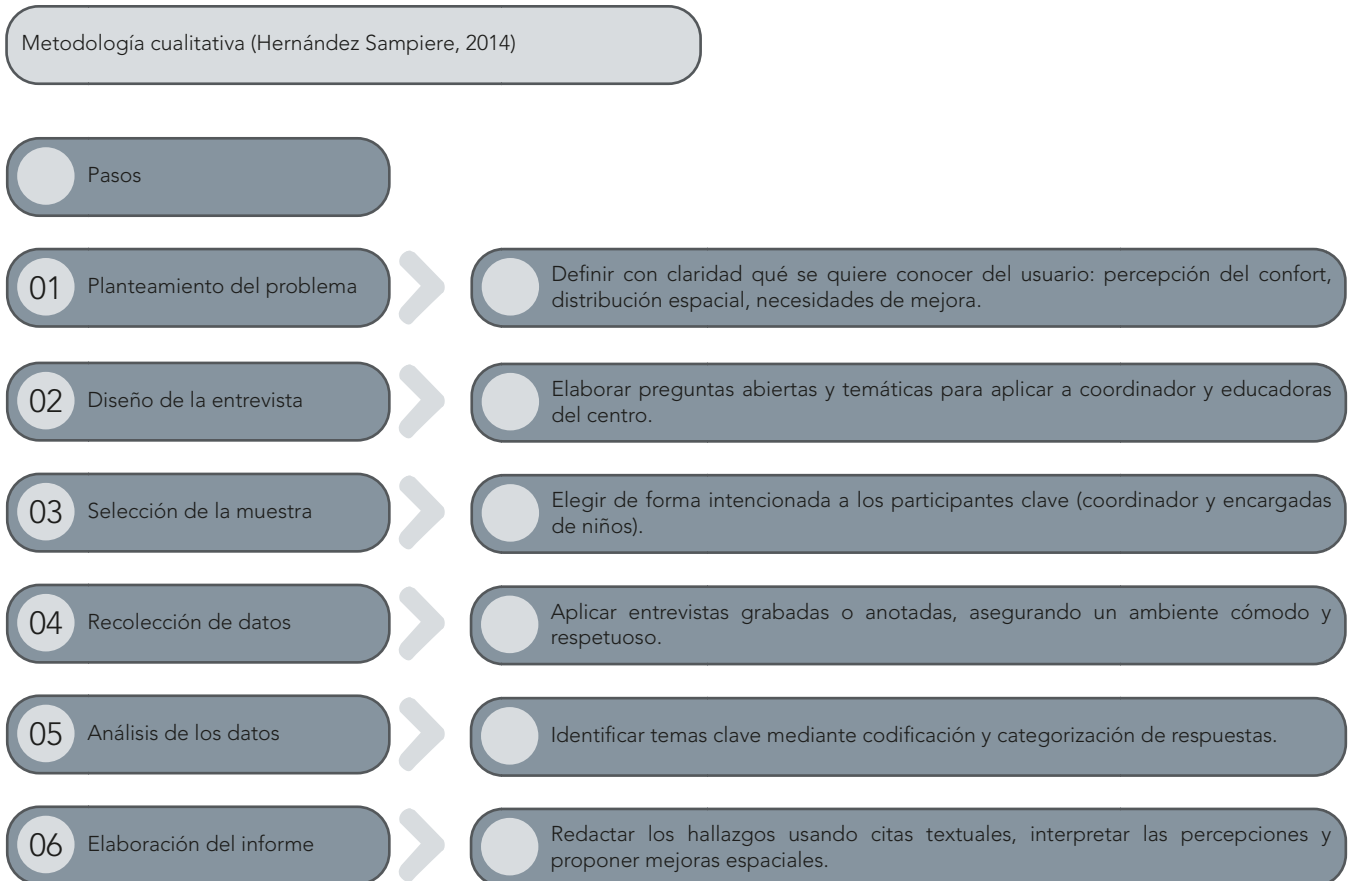 Metodología cualitativa (Hernández Sampiere, 2014)
Pasos
01 Planteamiento del problema
Definir con claridad qué se quiere conocer del usuario: percepción del confort,
distribución espacial, necesidades de mejora.
02 Diseño de la entrevista
Elaborar preguntas abiertas y temáticas para aplicar a coordinador y educadoras
del centro.
03 Selección de la muestra
Elegir de forma intencionada a los participantes clave (coordinador y encargadas
de niños).
04 Recolección de datos
Aplicar entrevistas grabadas o anotadas, asegurando un ambiente cómodo y
respetuoso.
05 Análisis de los datos
Identificar temas clave mediante codificación y categorización de respuestas.
06 Elaboración del informe
Redactar los hallazgos usando citas textuales, interpretar las percepciones y
proponer mejoras espaciales.